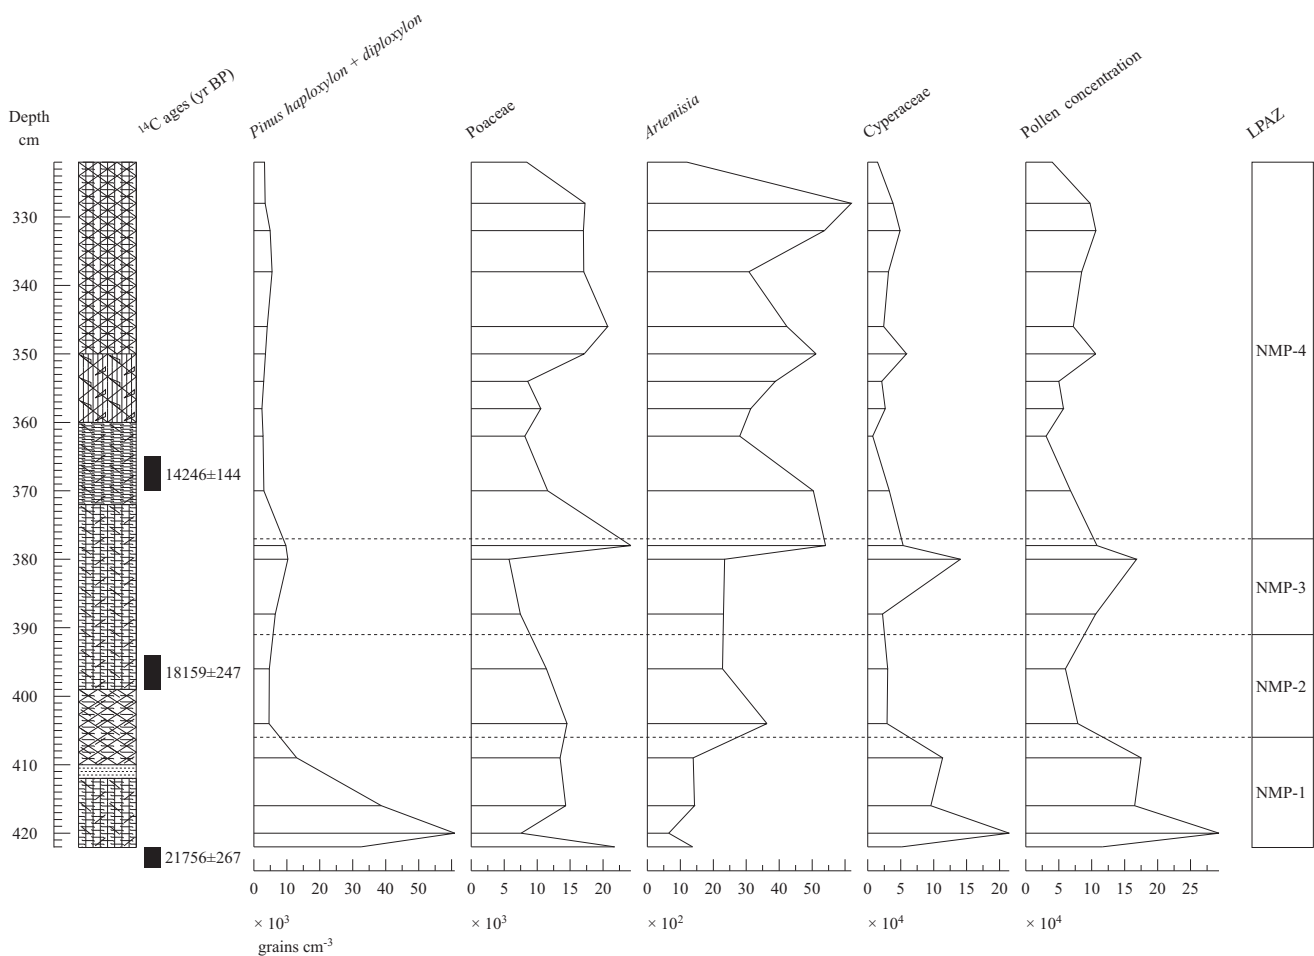 Depth
cm
¹⁴C ages (yr BP)
Pinus haploxylon + diploxylon
Poaceae
Artemisia
Cyperaceae
Pollen concentration
LPAZ
330
340
350
360
370
380
390
400
410
420
14246±144
18159±247
21756±267
NMP-4
NMP-3
NMP-2
NMP-1
0 10 20 30 40 50
0 5 10 15 20
0 10 20 30 40 50
0 5 10 15 20
0 5 10 15 20 25
× 10³
× 10³
× 10²
× 10⁴
× 10⁴
grains cm⁻³